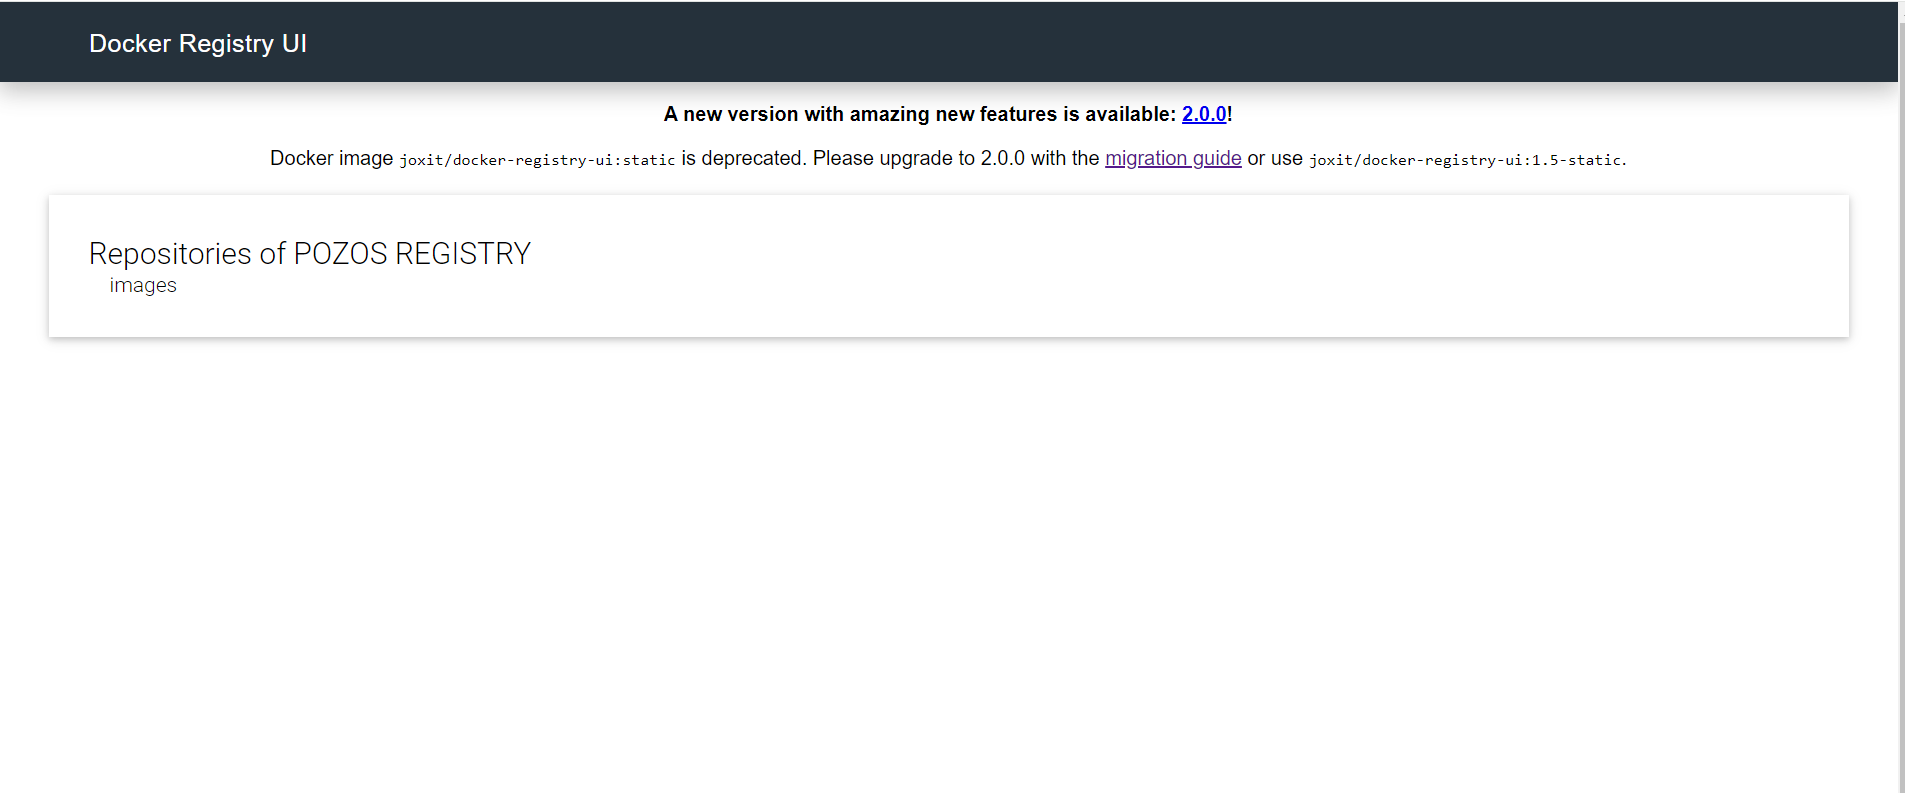 Docker Registry UI
A new version with amazing new features is available: 2.0.0!
Docker image joxit/docker-registry-ui:static is deprecated. Please upgrade to 2.0.0 with the migration guide or use joxit/docker-registry-ui:1.5-static.
Repositories of POZOS REGISTRY
images